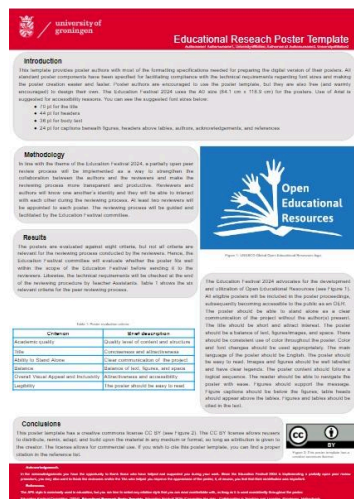 university of
groningen
Educational Reseach Poster Template
Introduction
This template provides poster authors with most of the formatting specifications needed for preparing the digital version of their posters. All
standard poster components have been specified for facilitating compliance with the technical requirements regarding font sizes and making
the poster creation easier and faster. Poster authors are encouraged to use the poster template, but they are also free (and warmly
encouraged) to design their own. The Education Festival 2024 uses the A0 size (84.1 cm x 118.9 cm) for the posters. Use of Arial is
suggested for accessibility reasons. You can see the suggested font sizes below:
for the title
• 44 pt for headers
• 36 pt for body text
• 24 pt for captions beneath figures, headers above tables, authors, acknowledgements, and references
Methodology
In line with the theme of the Education Festival 2024, a partially open peer
review process will be implemented as a way to strengthen the
collaboration between the authors and the reviewers and make the
reviewing process more transparent and productive. Reviewers and
authors will know one another's identity and they will be able to interact
with each other during the reviewing process. At least two reviewers will
be appointed to each poster. The reviewing process will be guided and
facilitated by the Education Festival committee.
Open
Educational
Resources
Results
The posters are evaluated against eight criteria, but not all criteria are
relevant for the reviewing process conducted by the reviewers. Hence, the
Education Festival committee will evaluate whether the poster fits well
within the scope of the Education Festival before sending it to the
reviewers. Likewise, the technical requirements will be checked at the end
of the reviewing procedure by Teacher Assistants. Table 1 shows the six
relevant criteria for the peer reviewing process.
Criterion Brief description
Academic quality Quality level of content and structure
Title Conciseness and attractiveness
Ability to Stand Alone Clear communication of the project
Balance Balance of text, figures, and space
Overall Visual Appeal and Inclusivity Attractiveness and accessibility
Legibility The poster should be easy to read
The Education Festival 2024 advocates for the development
and utilization of Open Educational Resources (see Figure 1).
All eligible posters will be included in the poster proceedings,
subsequently becoming accessible to the public as an OER.
The poster should be able to stand alone as a clear
communication of the project without the author(s) present.
The title should be short and attract interest. The poster
should be a balance of text, figures/images, and space. There
should be consistent use of color throughout the poster. Color
and font changes should be used appropriately. The main
language of the poster should be English. The poster should
be easy to read. Images and figures should be well labelled
and have clear legends. The poster content should follow a
logical sequence. The reader should be able to navigate the
poster with ease. Figures should support the message.
Figure captions should be below the figures, table heads
should appear above the tables. Figures and tables should be
cited in the text.
Conclusions
This poster template has a creative commons license CC BY (see Figure 2). The CC BY license allows reusers
to distribute, remix, adapt, and build upon the material in any medium or format, so long as attribution is given to
the creator. The license allows for commercial use. If you wish to cite this poster template, you can find a proper
citation in the reference list.
CC
BY
Acknowledgements
References